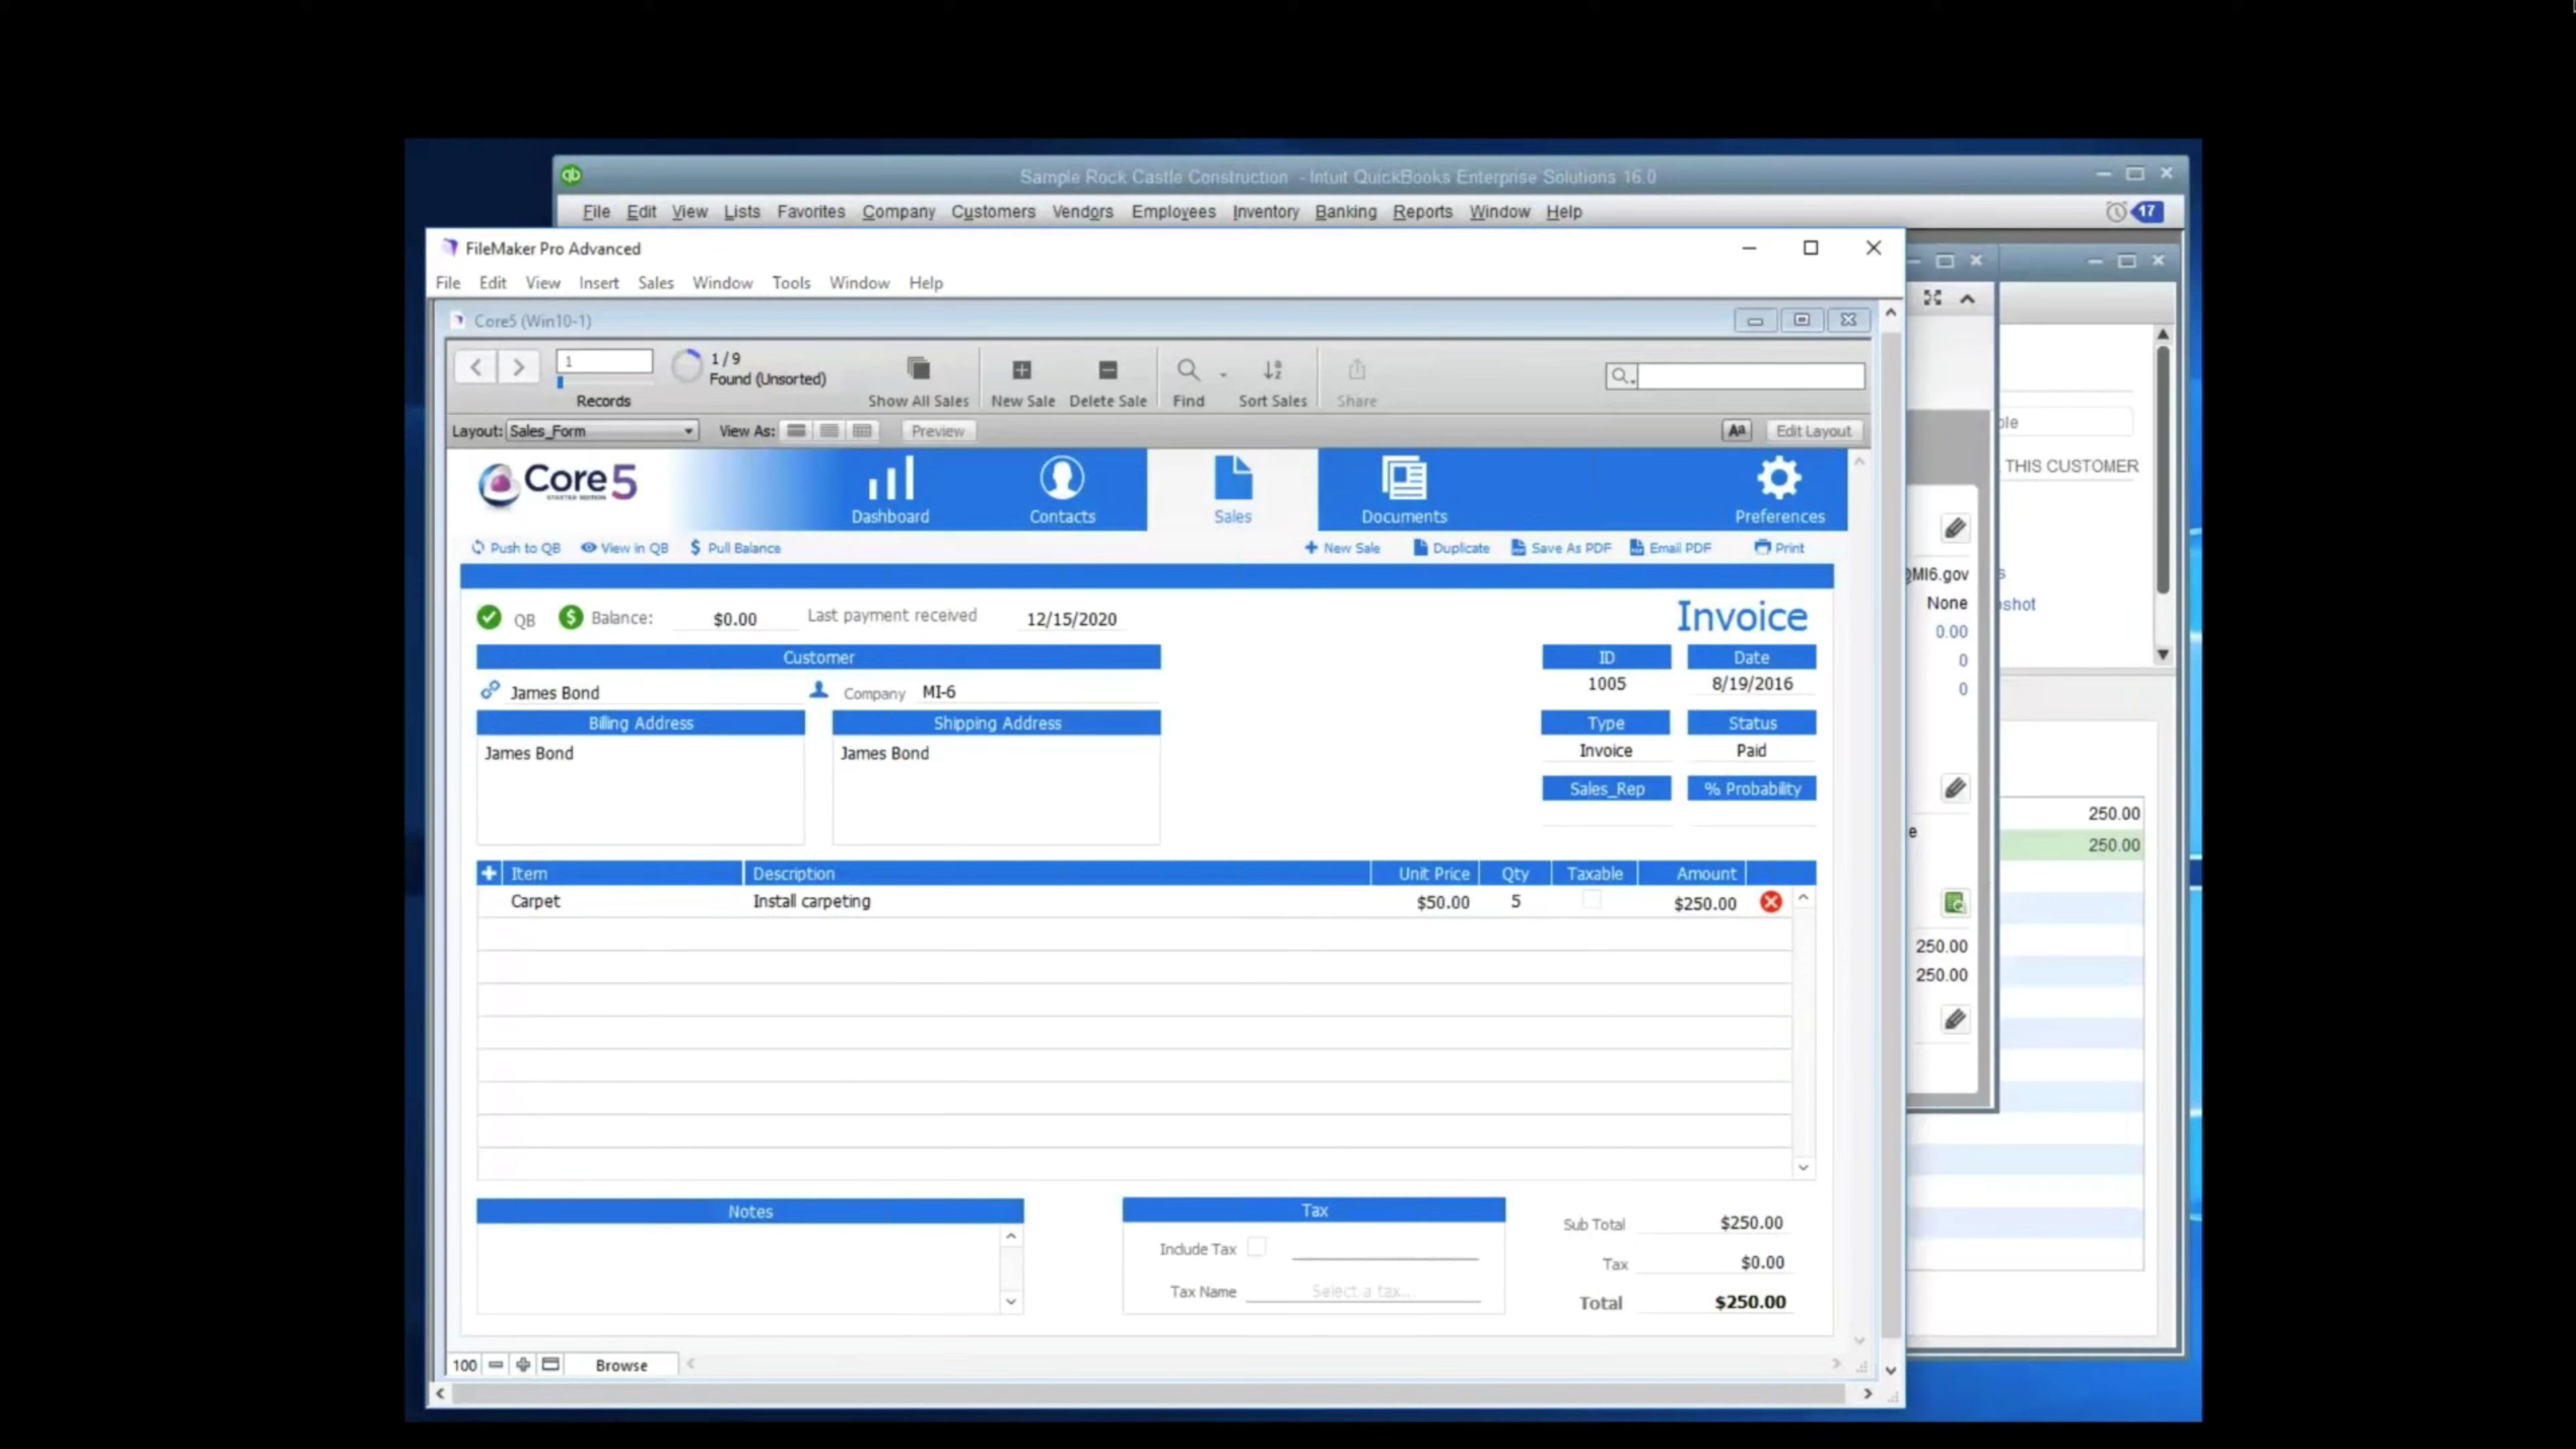 qb
Sample Rock Castle Construction - Intuit QuickBooks Enterprise Solutions 16.0
File Edit View Lists Favorites Company Customers Vendors Employees Inventory Banking Reports Window Help
17
FileMaker Pro Advanced
File Edit View Insert Sales Window Tools Window Help
Core5 (Win10-1)
1
1 / 9
Found (Unsorted)
Records
Show All Sales New Sale Delete Sale Find Sort Sales Share
Layout: Sales_Form View As: Preview Aa Edit Layout
Core5
STARTER EDITION
Dashboard Contacts Sales Documents Preferences
THIS CUSTOMER
Push to QB View in QB $ Pull Balance New Sale Duplicate Save As PDF Email PDF Print
@MI6.gov
None
0.00
0
0
QB $ Balance: $0.00 Last payment received 12/15/2020
Invoice
Customer ID Date
James Bond Company MI-6 1005 8/19/2016
Billing Address Shipping Address Type Status
James Bond James Bond Invoice Paid
Sales_Rep % Probability
250.00
250.00
Item Description Unit Price Qty Taxable Amount
Carpet Install carpeting $50.00 5 $250.00
250.00
250.00
Notes Tax
Sub Total $250.00
Include Tax
Tax $0.00
Tax Name Select a tax...
Total $250.00
100 Browse